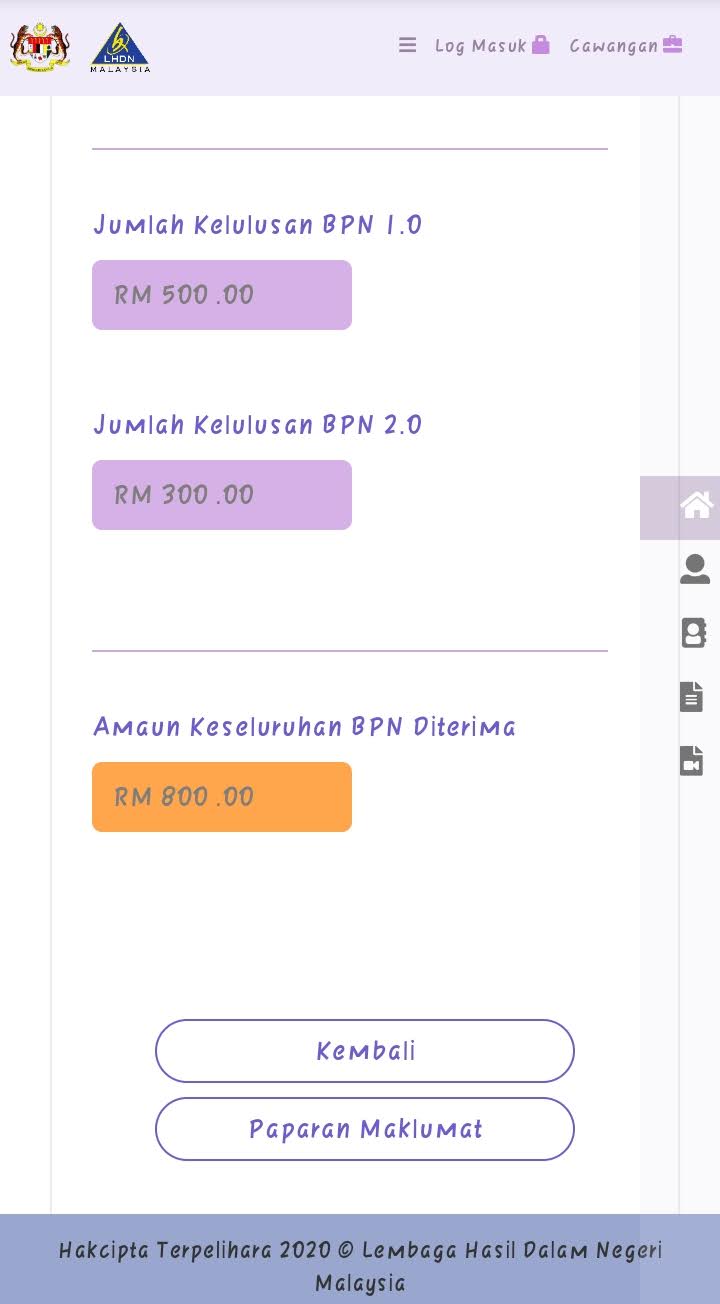 LHDN
MALAYSIA
Log Masuk
Cawangan
Jumlah Kelulusan BPN 1.0
RM 500 .00
Jumlah Kelulusan BPN 2.0
RM 300 .00
Amaun Keseluruhan BPN Diterima
RM 800 .00
Kembali
Paparan Maklumat
Hakcipta Terpelihara 2020 © Lembaga Hasil Dalam Negeri
Malaysia